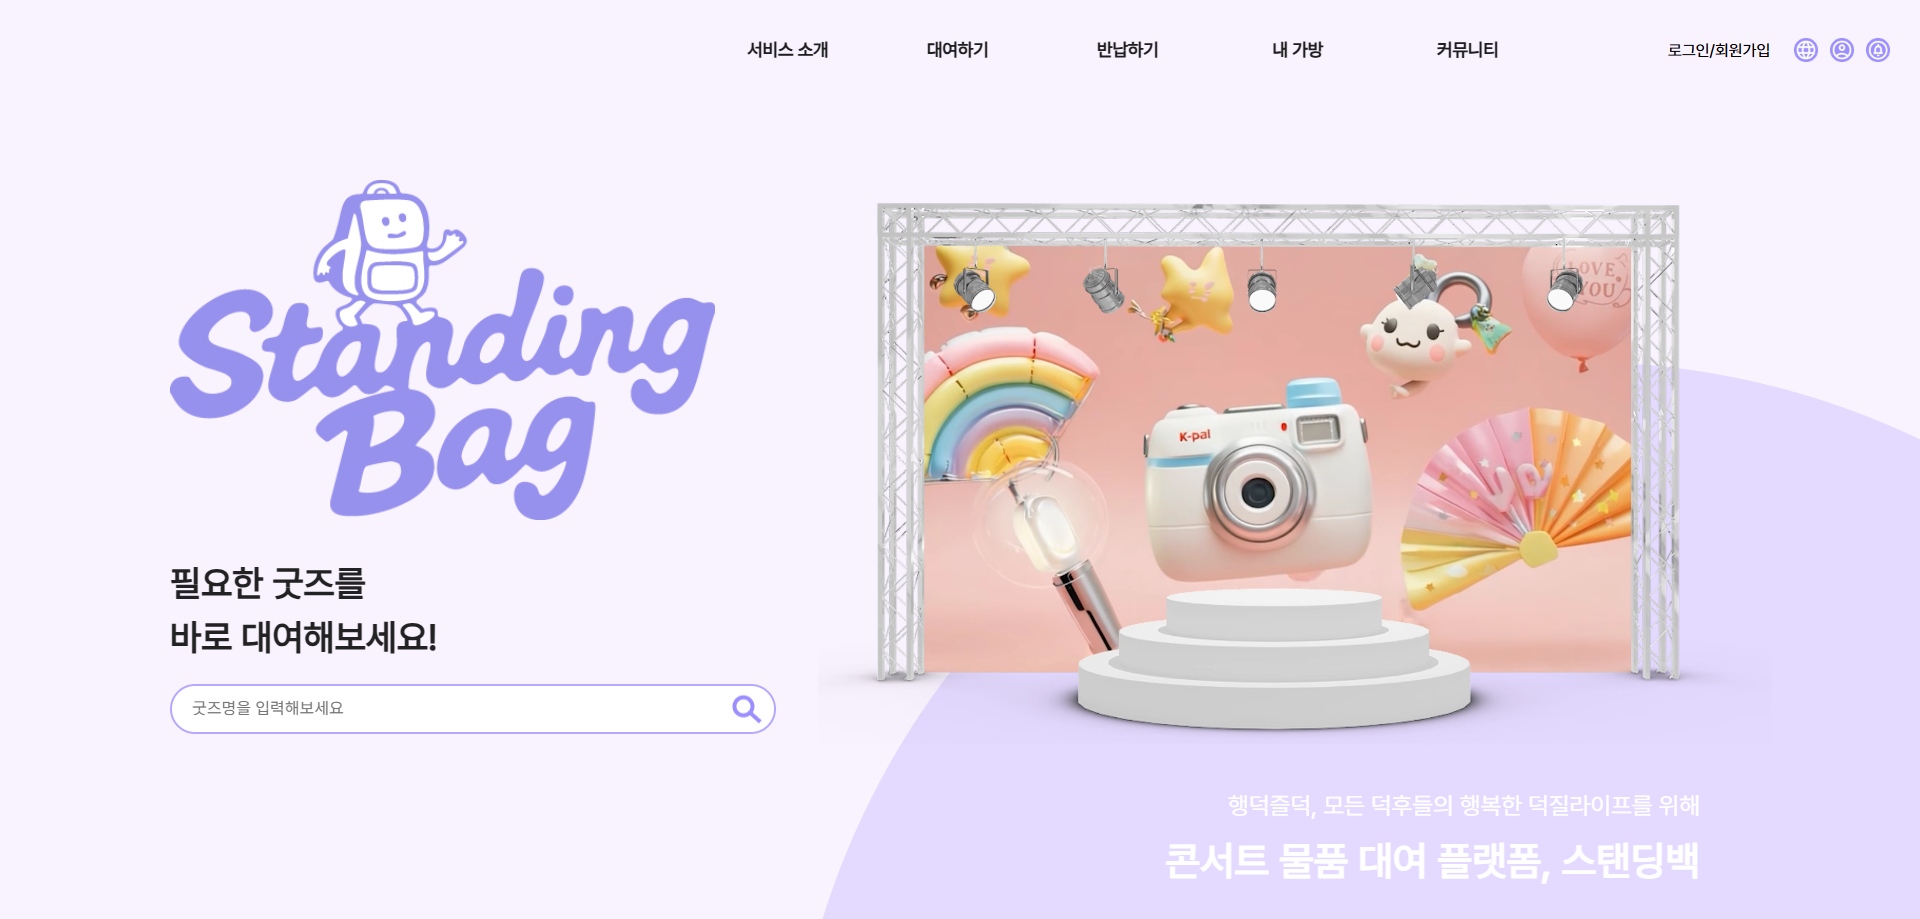 서비스 소개
대여하기
반납하기
내 가방
커뮤니티
로그인/회원가입
Standing
Bag
LOVE
YOU
K-pal
필요한 굿즈를
바로 대여해보세요!
굿즈명을 입력해보세요
행덕즐덕, 모든 덕후들의 행복한 덕질라이프를 위해
콘서트 물품 대여 플랫폼, 스탠딩백